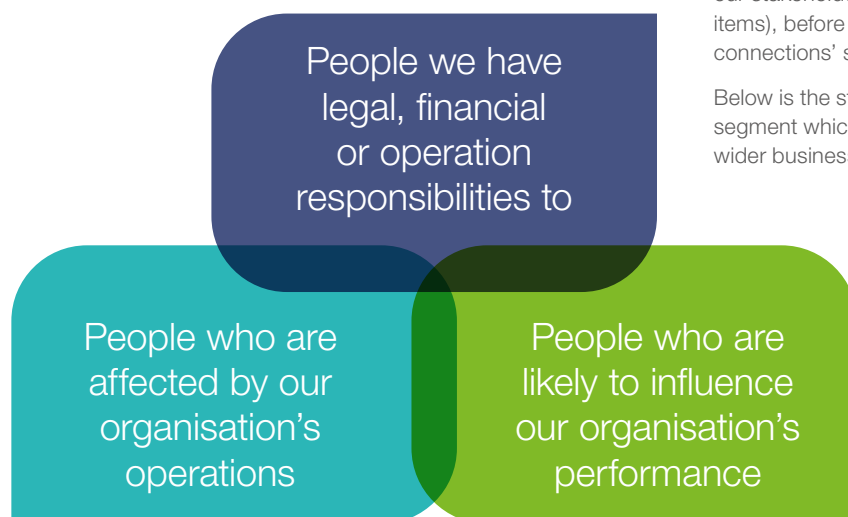 items), before
connections' s
Below is the s
segment whic
wider busines
People we have
legal, financial
or operation
responsibilities to
People who are
affected by our
organisation's
operations
People who are
likely to influence
our organisation's
performance